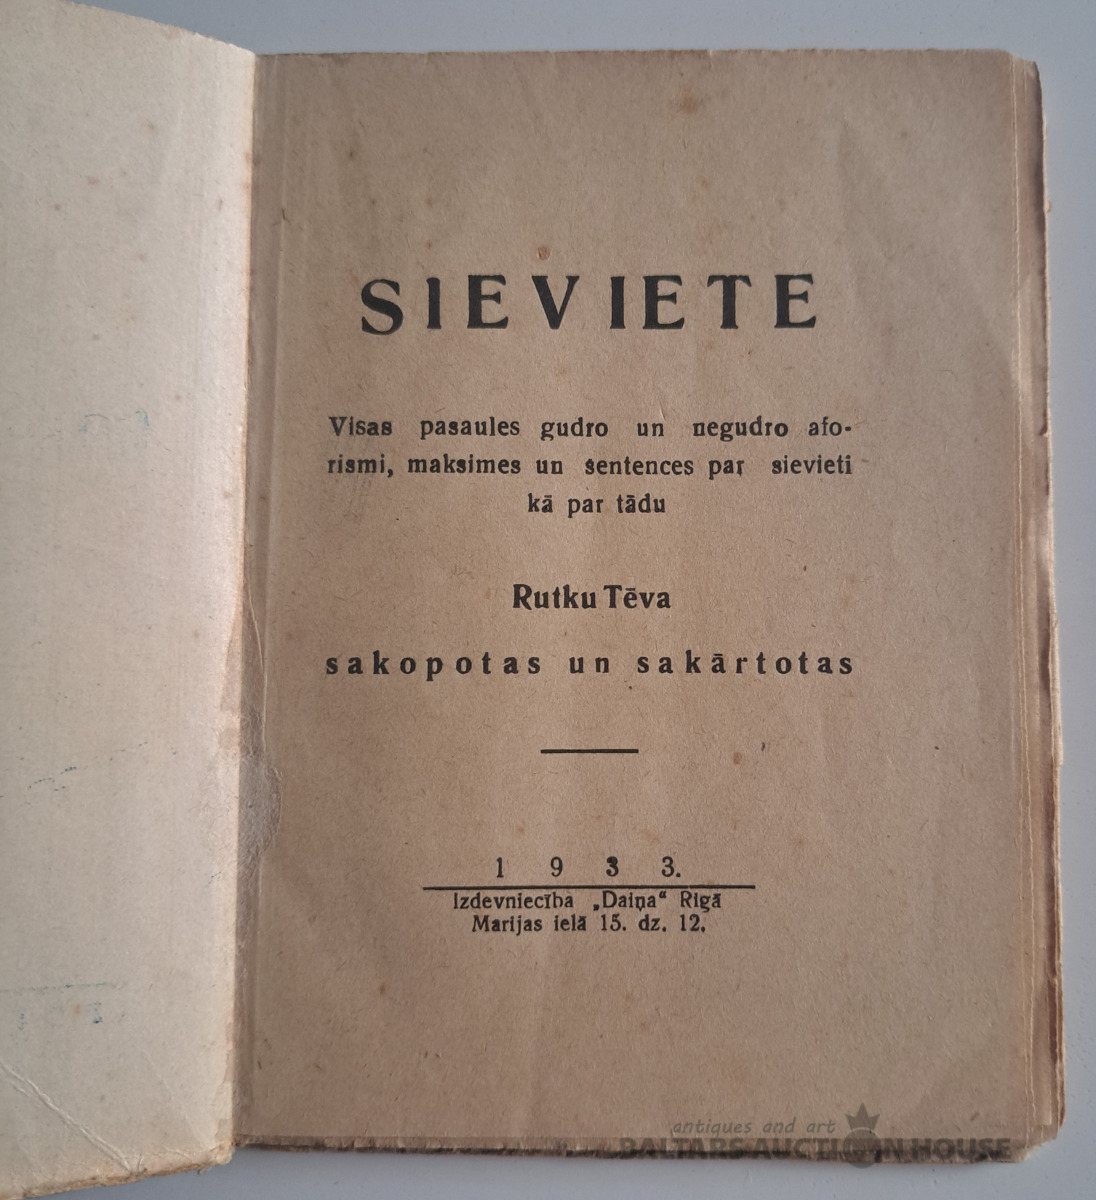 SIEVIETE
Visas pasaules gudro un negudro afo-
rismi, maksimes un sentences par sievieti
kā par tādu
Rutku Tēva
sakopotas un sakārtotas
1933.
Izdevniecība „Daiņa“ Rīgā
Marijas ielā 15. dz. 12.
antiques and art
BALTARS AUCTION HOUSE